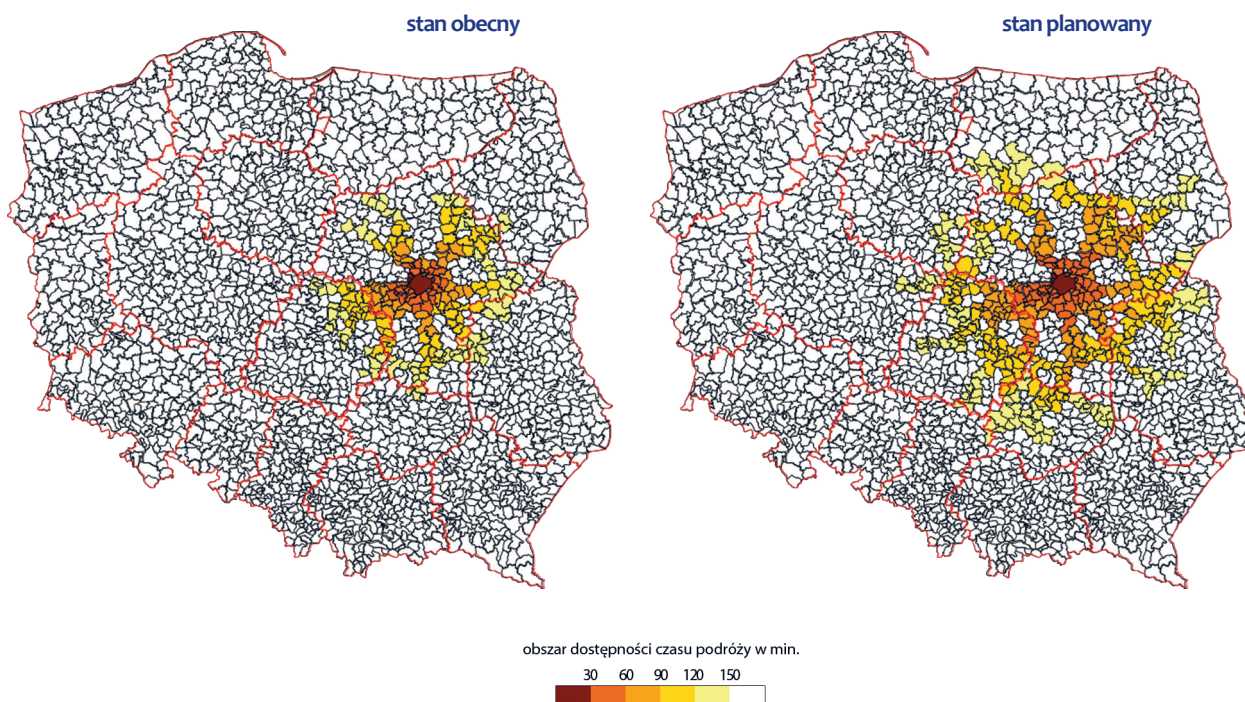 stan obecny
stan planowany
obszar dostępności czasu podróży w min.
30 60 90 120 150